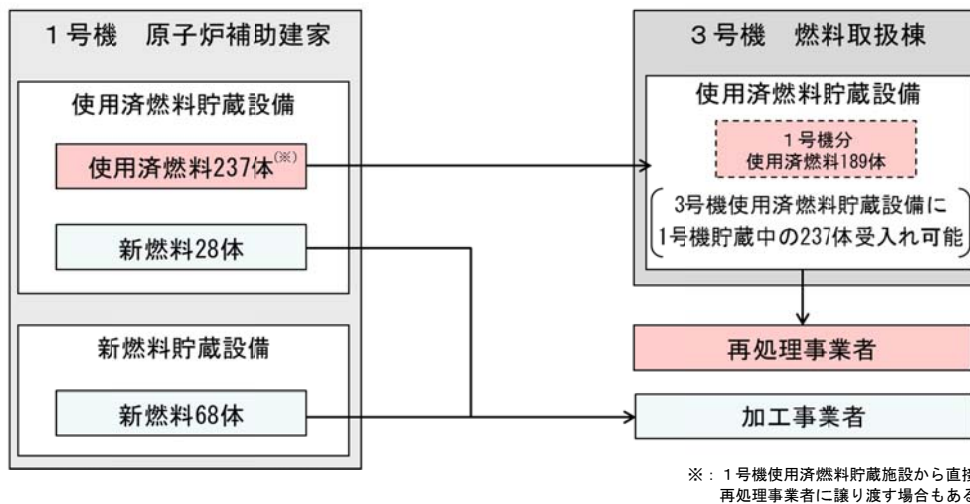 1号機　原子炉補助建家
使用済燃料貯蔵設備
使用済燃料237体(※)
新燃料28体
新燃料貯蔵設備
新燃料68体
3号機　燃料取扱棟
使用済燃料貯蔵設備
1号機分
使用済燃料189体
3号機使用済燃料貯蔵設備に
1号機貯蔵中の237体受入れ可能
再処理事業者
加工事業者
※：1号機使用済燃料貯蔵施設から直接
再処理事業者に譲り渡す場合もある